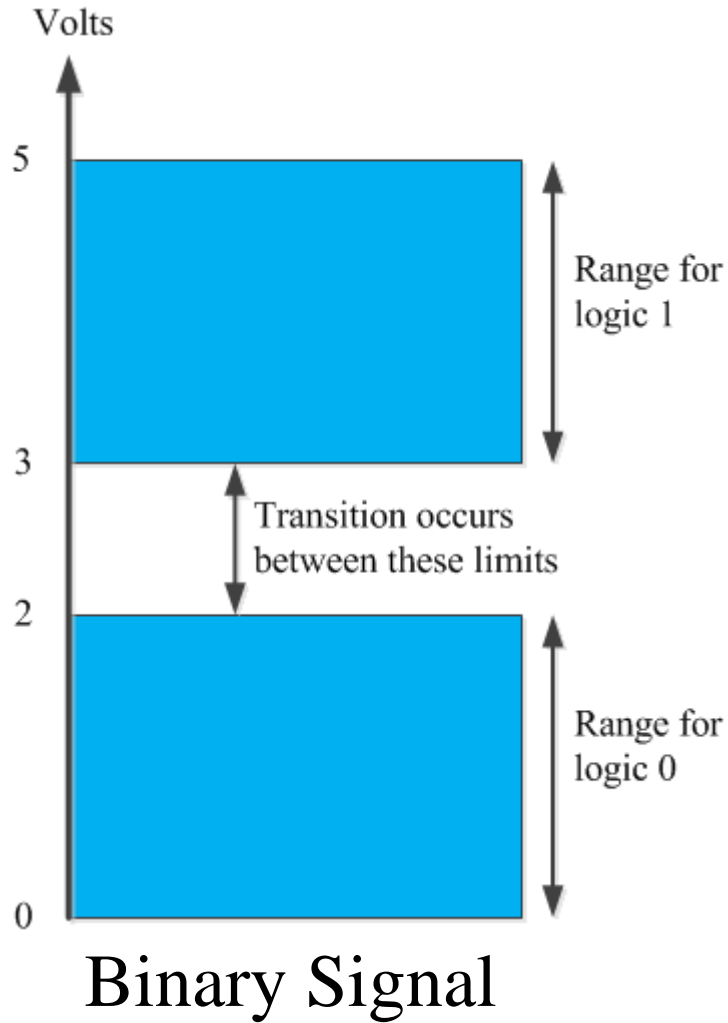 Volts
5
Range for
logic 1
3
Transition occurs
between these limits
2
Range for
logic 0
0
Binary Signal